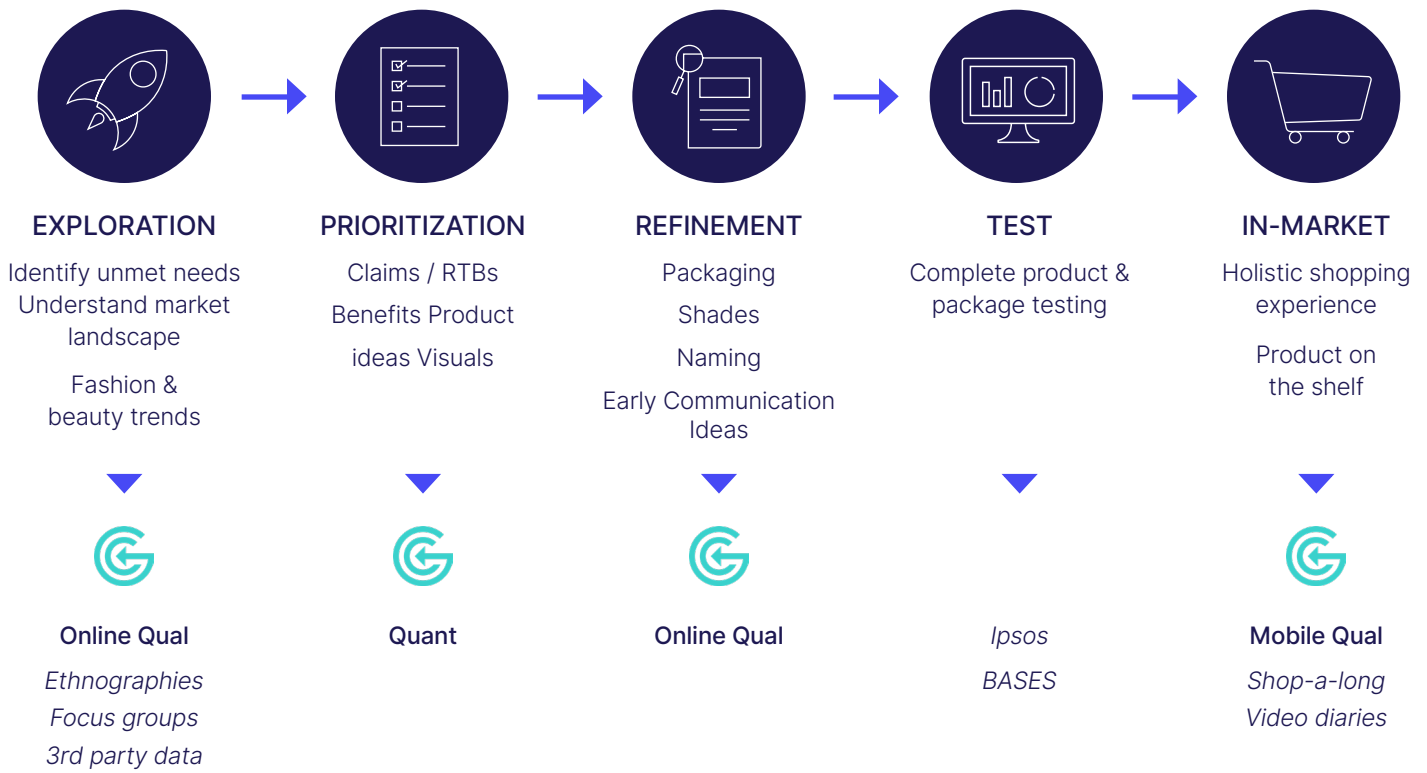 EXPLORATION
Identify unmet needs
Understand market
landscape
Fashion &
beauty trends
Online Qual
Ethnographies
Focus groups
3rd party data
PRIORITIZATION
Claims / RTBs
Benefits Product
ideas Visuals
Quant
REFINEMENT
Packaging
Shades
Naming
Early Communication
Ideas
Online Qual
TEST
Complete product &
package testing
Ipsos
BASES
IN-MARKET
Holistic shopping
experience
Product on
the shelf
Mobile Qual
Shop-a-long
Video diaries